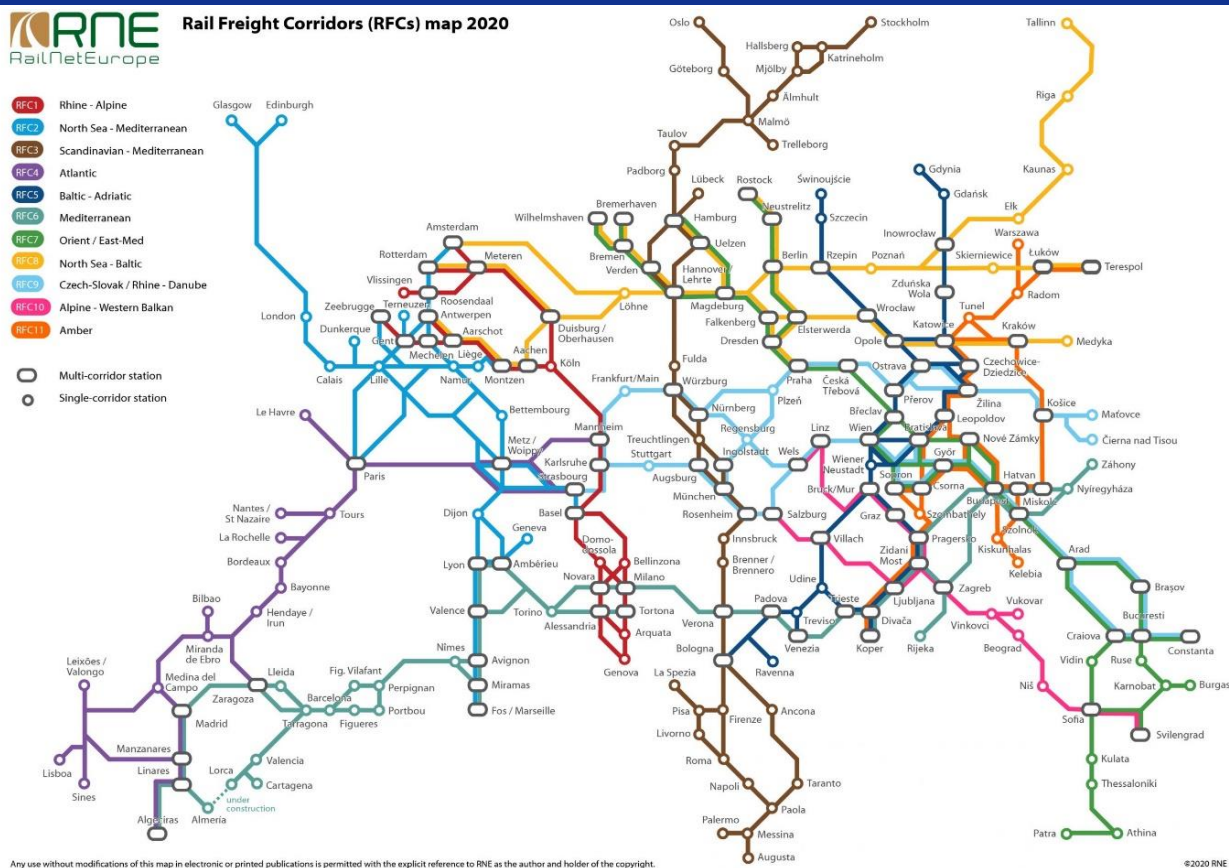 RNE
RailNetEurope
Rail Freight Corridors (RFCs) map 2020
RFC1 Rhine - Alpine
RFC2 North Sea - Mediterranean
RFC3 Scandinavian - Mediterranean
RFC4 Atlantic
RFC5 Baltic - Adriatic
RFC6 Mediterranean
RFC7 Orient / East-Med
RFC8 North Sea - Baltic
RFC9 Czech-Slovak / Rhine - Danube
RFC10 Alpine - Western Balkan
RFC11 Amber
Multi-corridor station
Single-corridor station
Oslo
Stockholm
Tallinn
Hallsberg
Katrineholm
Göteborg
Mjölby
Älmhult
Riga
Glasgow
Edinburgh
Malmö
Taulov
Trelleborg
Padborg
Kaunas
Lübeck
Rostock
Świnoujście
Gdynia
Gdańsk
Bremerhaven
Wilhelmshaven
Hamburg
Neustrelitz
Szczecin
Ełk
Amsterdam
Uelzen
Inowrocław
Warszawa
Rotterdam
Meteren
Bremen
Verden
Hannover /
Lehrte
Berlin
Rzepin
Poznań
Skierniewice
Łuków
Terespol
Vlissingen
Zeebrugge
Terneuzen
Roosendaal
Antwerpen
Löhne
Magdeburg
Zduńska
Wola
Radom
London
Dunkerque
Gent
Aarschot
Duisburg /
Oberhausen
Falkenberg
Elsterwerda
Wrocław
Tunel
Katowice
Kraków
Dresden
Opole
Medyka
Mechelen
Liège
Aachen
Calais
Lille
Namur
Montzen
Köln
Fulda
Praha
Česká
Třebová
Ostrava
Czechowice-
Dziedzice
Frankfurt/Main
Würzburg
Plzeń
Přerov
Žilina
Košice
Maťovce
Le Havre
Bettembourg
Nürnberg
Břeclav
Leopoldov
Čierna nad Tisou
Mannheim
Regensburg
Linz
Wien
Bratislava
Nové Zámky
Metz /
Woippy
Treuchtlingen
Stuttgart
Ingolstadt
Wels
Wiener
Neustadt
Györ
Hatvan
Záhony
Paris
Karlsruhe
Strasbourg
Augsburg
Sopron
Csorna
Budapest
Nyíregyháza
Miskolc
München
Bruck/Mur
Nantes /
St Nazaire
Tours
Dijon
Basel
Rosenheim
Salzburg
Graz
Szombathely
Szolnok
La Rochelle
Geneva
Domo-
dossola
Innsbruck
Villach
Pragersko
Kiskunhalas
Arad
Bordeaux
Lyon
Ambérieu
Bellinzona
Brenner /
Brennero
Zidani
Most
Kelebia
Bayonne
Novara
Milano
Udine
Ljubljana
Zagreb
Brașov
Bilbao
Hendaye /
Irun
Valence
Torino
Tortona
Padova
Trieste
Vukovar
București
Alessandria
Arquata
Verona
Treviso
Divača
Vinkovci
Craiova
Miranda
de Ebro
Nîmes
Venezia
Koper
Rijeka
Beograd
Constanta
Leixões /
Valongo
Medina del
Campo
Lleida
Fig. Vilafant
Avignon
Genova
Bologna
Ravenna
Vidin
Ruse
Zaragoza
Barcelona
Perpignan
Miramas
La Spezia
Niš
Karnobat
Burgas
Madrid
Tarragona
Figueres
Portbou
Fos / Marseille
Pisa
Firenze
Ancona
Sofia
Svilengrad
Manzanares
Livorno
Lisboa
Linares
Lorca
Valencia
Roma
Kulata
Sines
Cartagena
Napoli
Taranto
Thessaloniki
under
construction
Algeciras
Almería
Paola
Palermo
Messina
Patra
Athina
Augusta
Any use without modifications of this map in electronic or printed publications is permitted with the explicit reference to RNE as the author and holder of the copyright.
©2020 RNE